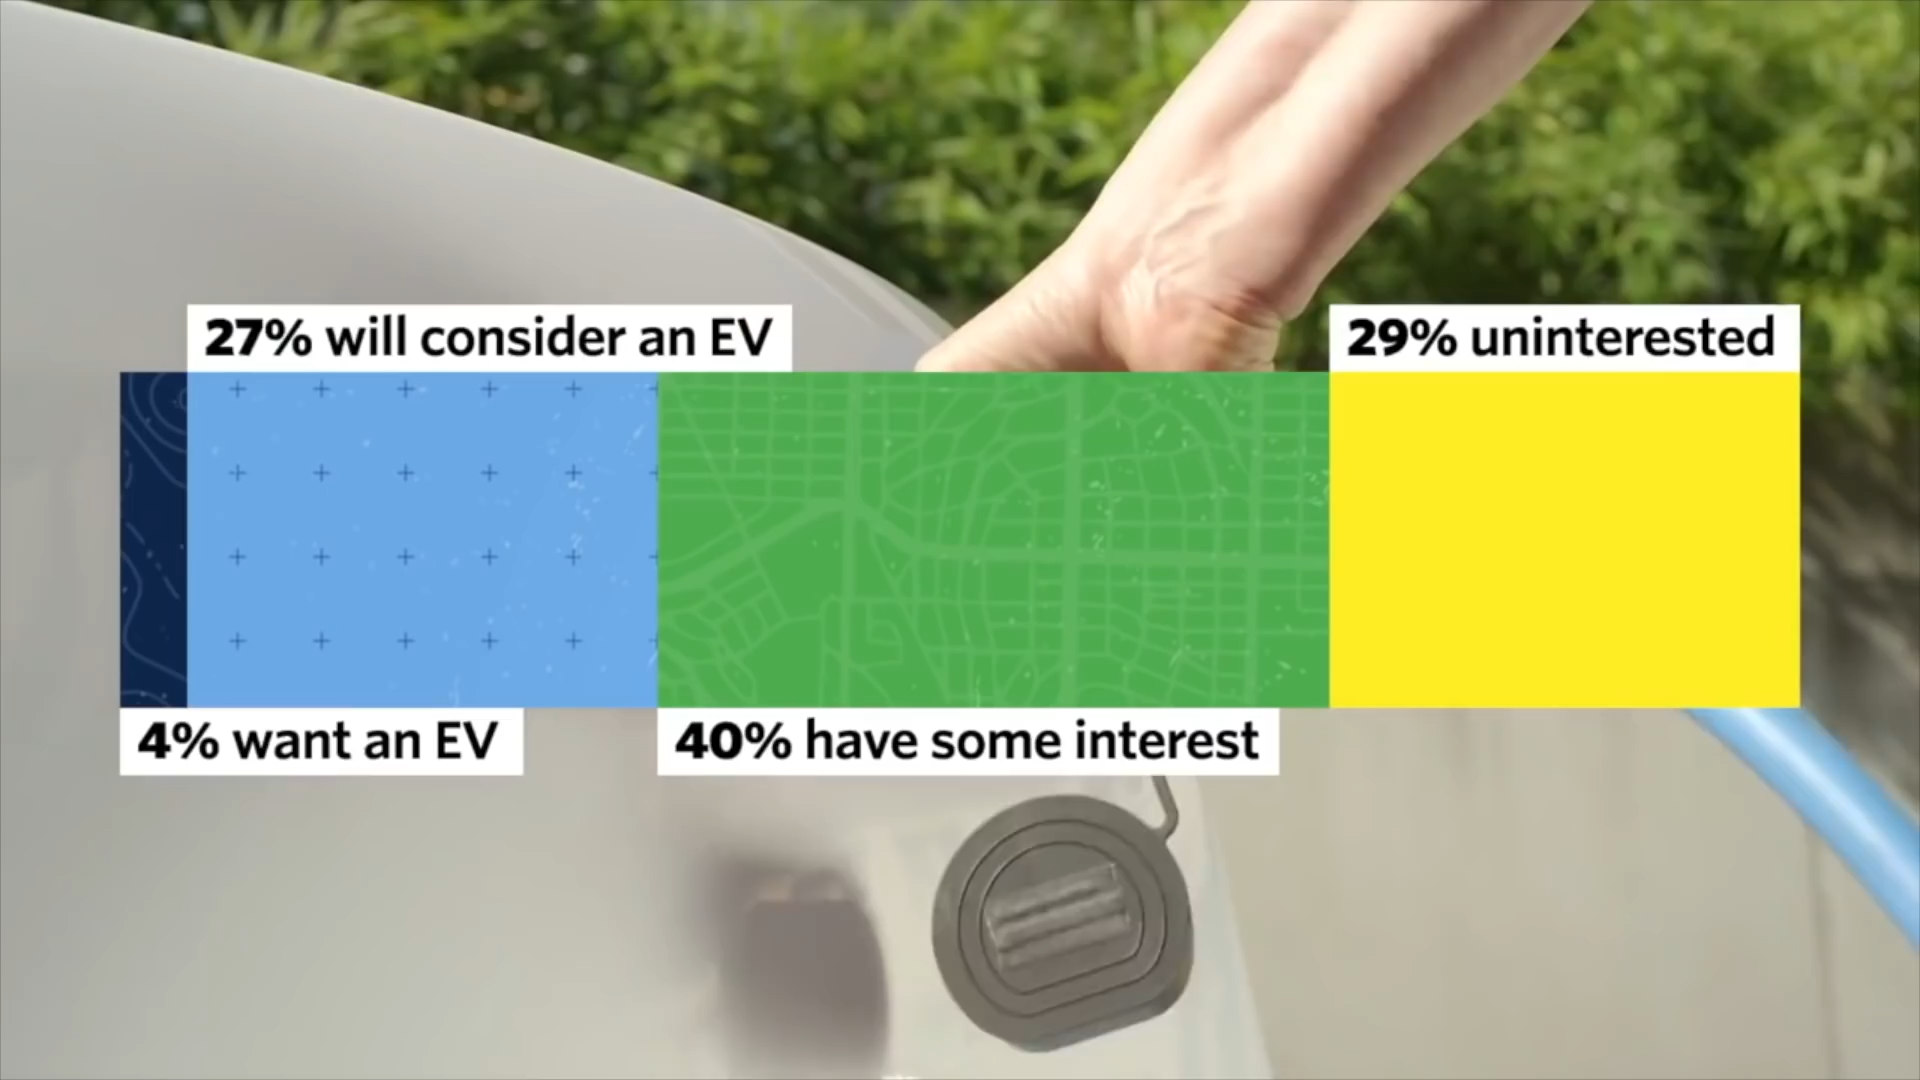 27% will consider an EV
29% uninterested
4% want an EV
40% have some interest